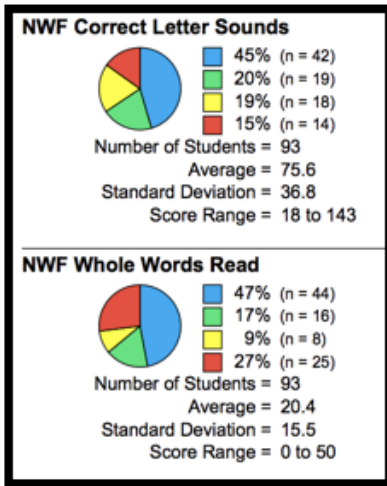 NWF Correct Letter Sounds
45% (n = 42)
20% (n = 19)
19% (n = 18)
15% (n = 14)
Number of Students = 93
Average = 75.6
Standard Deviation = 36.8
Score Range = 18 to 143
NWF Whole Words Read
47% (n = 44)
17% (n = 16)
9% (n = 8)
27% (n = 25)
Number of Students = 93
Average = 20.4
Standard Deviation = 15.5
Score Range = 0 to 50